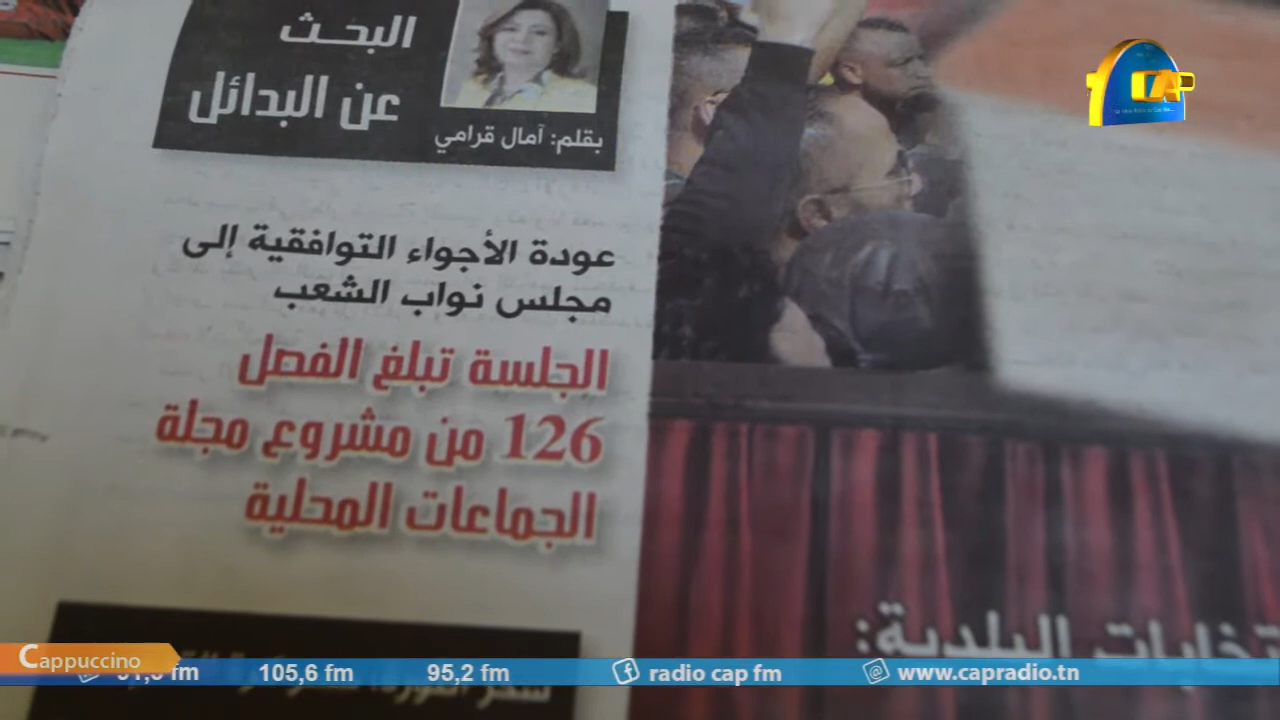 البحث
عن البدائل
بقلم: آمال قرامي
عودة الأجواء التوافقية إلى
مجلس نواب الشعب
الجلسة تبلغ الفصل
126 من مشروع مجلة
الجماعات المحلية
البلدية:
CAP
Cappuccino
105,6 fm
95,2 fm
radio cap fm
www.capradio.tn